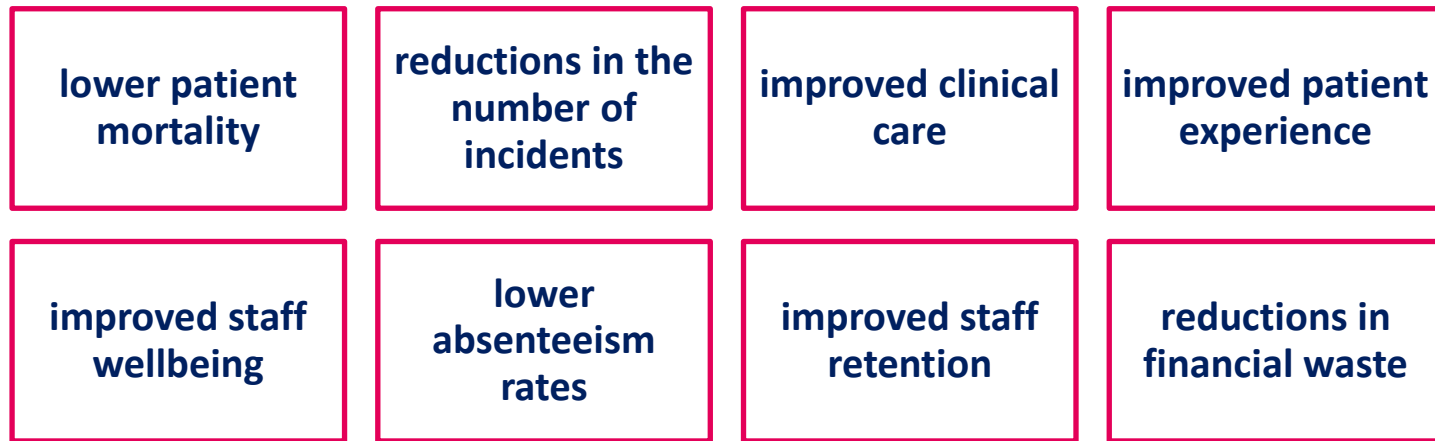 lower patient
mortality
reductions in the
number of
incidents
improved clinical
care
improved patient
experience
improved staff
wellbeing
lower
absenteeism
rates
improved staff
retention
reductions in
financial waste